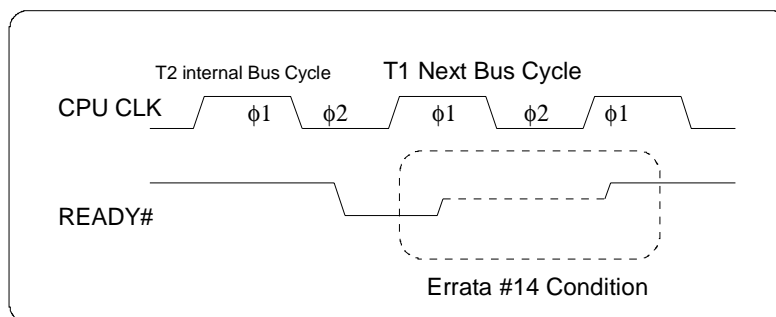 T2 internal Bus Cycle T1 Next Bus Cycle
CPU CLK ϕ1 ϕ2 ϕ1 ϕ2 ϕ1
READY#
Errata #14 Condition